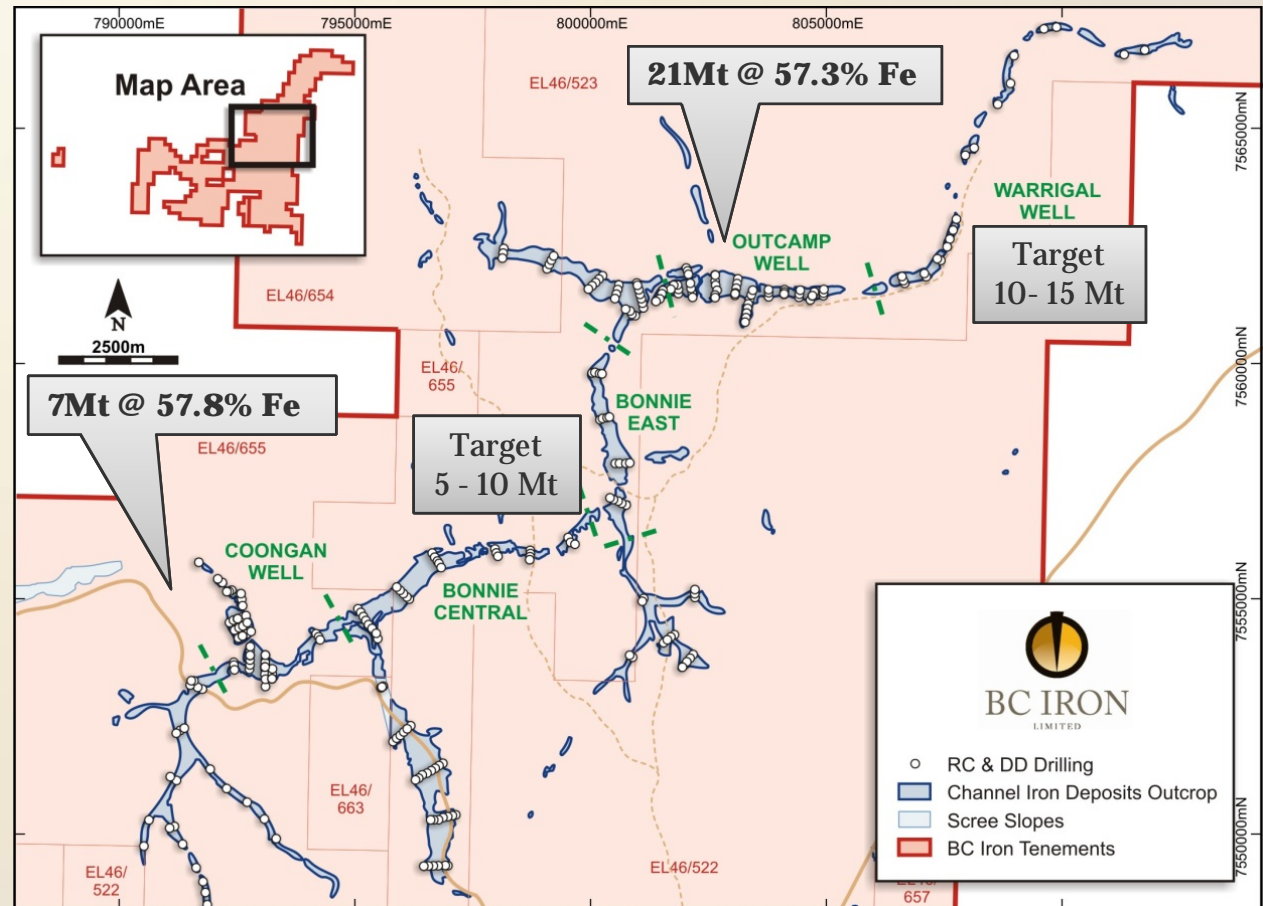 790000mE
795000mE
800000mE
805000mE
Map Area
EL46/523
21Mt @ 57.3% Fe
7565000mN
WARRIGAL
WELL
OUTCAMP
WELL
Target
10- 15 Mt
EL46/654
N
2500m
EL46/
655
7560000mN
7Mt @ 57.8% Fe
BONNIE
EAST
Target
5 - 10 Mt
EL46/655
COONGAN
WELL
BONNIE
CENTRAL
7555000mN
BC IRON
LIMITED
RC & DD Drilling
Channel Iron Deposits Outcrop
Scree Slopes
BC Iron Tenements
EL46/
663
7550000mN
EL46/
522
EL46/522
657